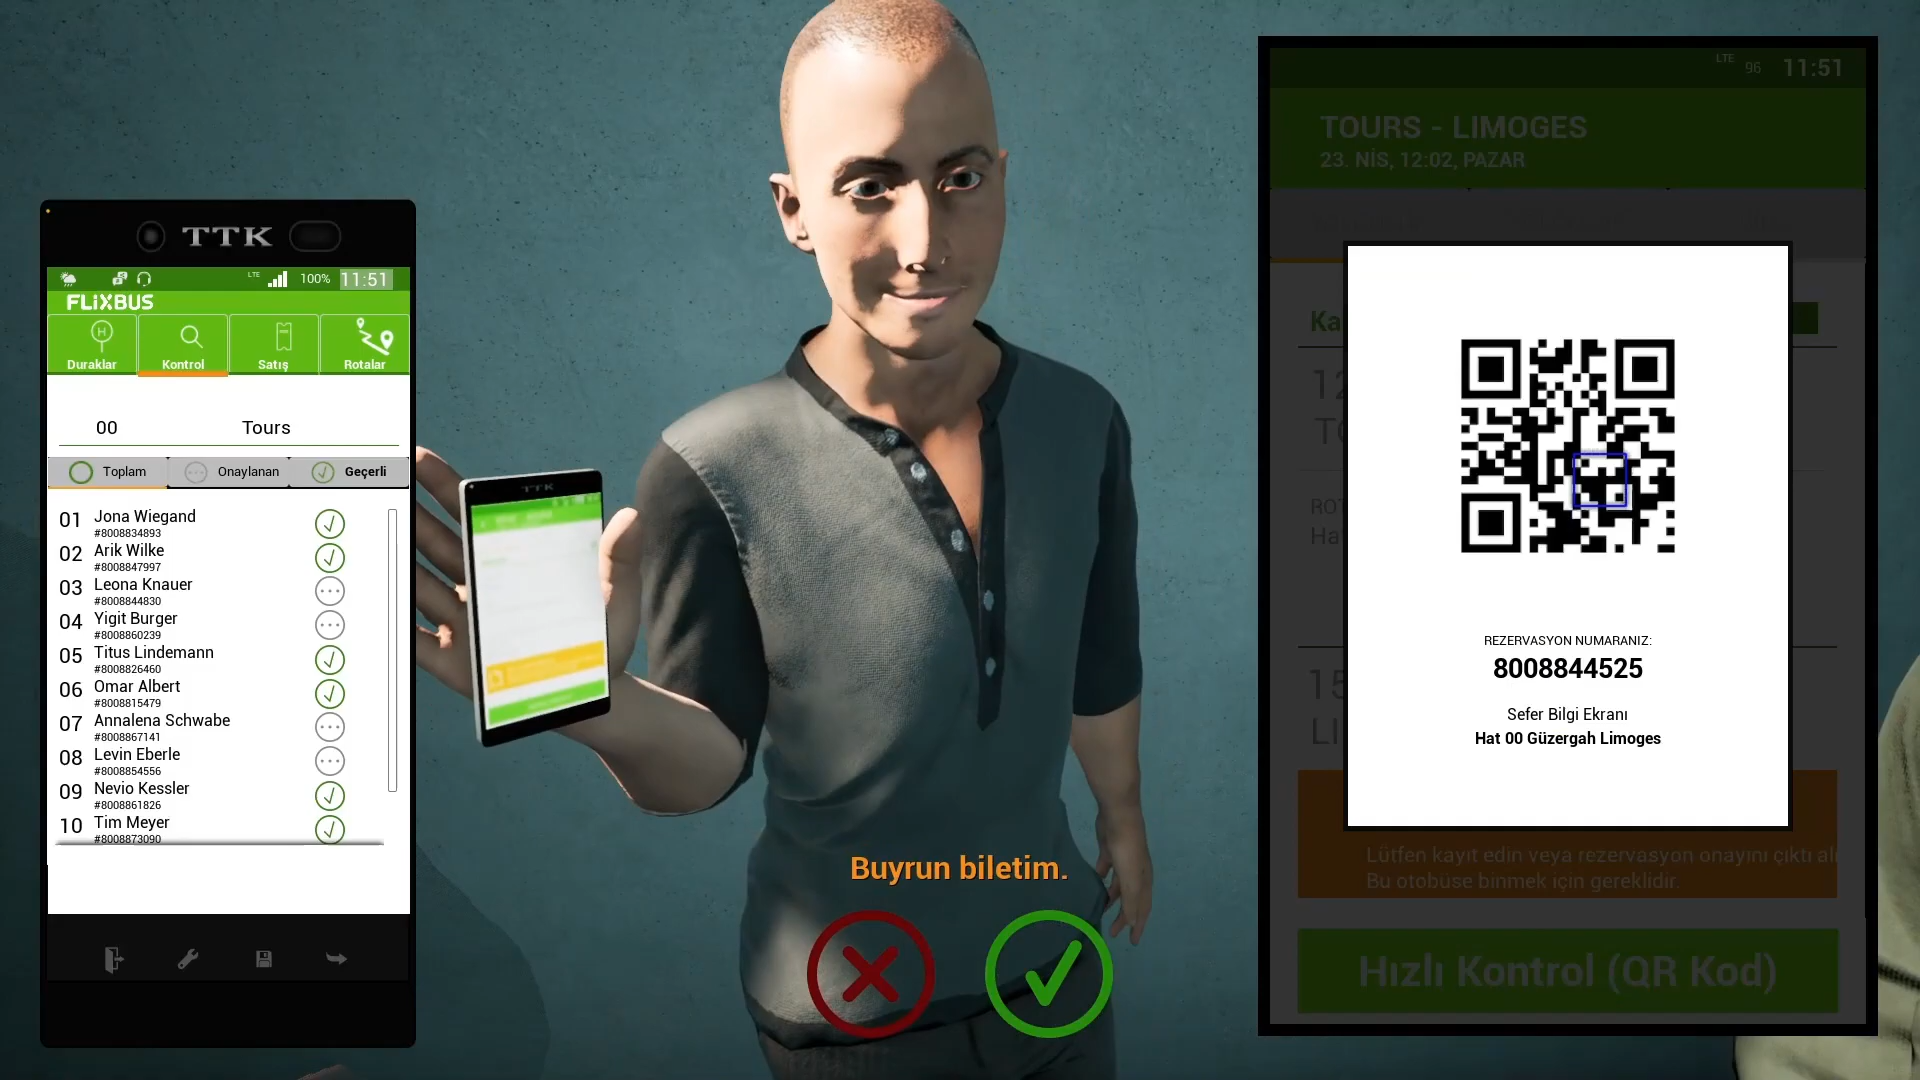 TTK
LTE 100% 11:51
FLiXBUS
Duraklar Kontrol Satış Rotalar
00 Tours
Toplam Onaylanan Geçerli
01 Jona Wiegand
#8008834893
02 Arik Wilke
#8008847997
03 Leona Knauer
#8008844830
04 Yigit Burger
#8008860239
05 Titus Lindemann
#8008826460
06 Omar Albert
#8008815479
07 Annalena Schwabe
#8008867141
08 Levin Eberle
#8008854556
09 Nevio Kessler
#8008861826
10 Tim Meyer
#8008873090
TTK
Buyrun biletim.
LTE 96 11:51
TOURS - LIMOGES
23. NİS, 12:02, PAZAR
REZERVASYON NUMARANIZ:
8008844525
Sefer Bilgi Ekranı
Hat 00 Güzergah Limoges
Lütfen kayıt edin veya rezervasyon onayını çıktı
Bu otobüse binmek için gereklidir.
Hızlı Kontrol (QR Kod)